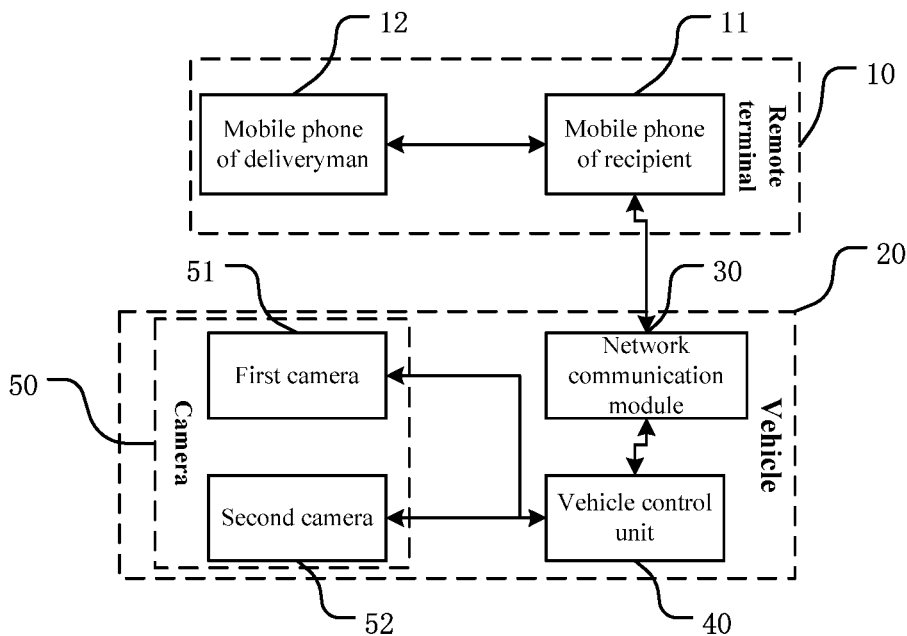 12
11
10
Mobile phone
of deliveryman
Mobile phone
of recipient
Remote
terminal
51
30
20
First camera
Network
communication
module
50
Camera
Vehicle
Second camera
Vehicle control
unit
52
40